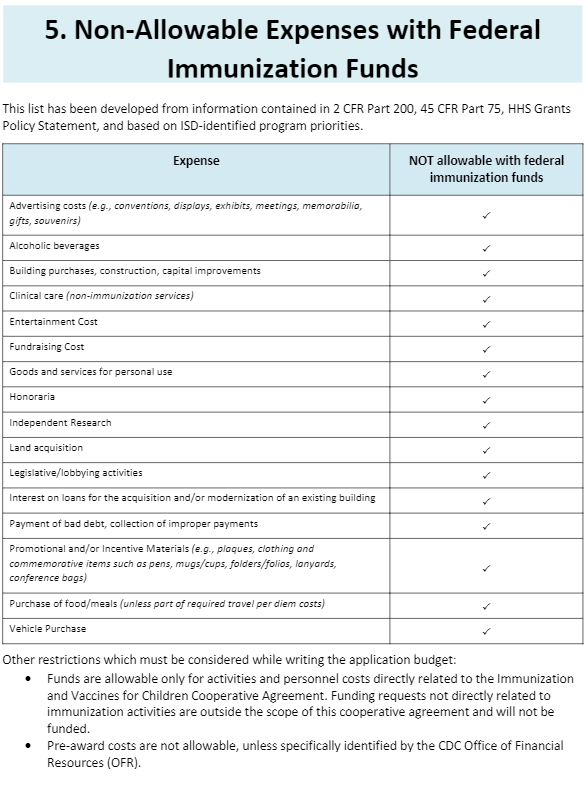 5. Non-Allowable Expenses with Federal
Immunization Funds
This list has been developed from information contained in 2 CFR Part 200, 45 CFR Part 75, HHS Grants
Policy Statement, and based on ISD-identified program priorities.
Expense
NOT allowable with federal
immunization funds
Advertising costs (e.g., conventions, displays, exhibits, meetings, memorabilia,
gifts, souvenirs)
✓
Alcoholic beverages
✓
Building purchases, construction, capital improvements
✓
Clinical care (non-immunization services)
✓
Entertainment Cost
✓
Fundraising Cost
✓
Goods and services for personal use
✓
Honoraria
✓
Independent Research
✓
Land acquisition
✓
Legislative/lobbying activities
✓
Interest on loans for the acquisition and/or modernization of an existing building
✓
Payment of bad debt, collection of improper payments
✓
Promotional and/or Incentive Materials (e.g., plaques, clothing and
commemorative items such as pens, mugs/cups, folders/folios, lanyards,
conference bags)
✓
Purchase of food/meals (unless part of required travel per diem costs)
✓
Vehicle Purchase
✓
Other restrictions which must be considered while writing the application budget:
• Funds are allowable only for activities and personnel costs directly related to the Immunization
and Vaccines for Children Cooperative Agreement. Funding requests not directly related to
immunization activities are outside the scope of this cooperative agreement and will not be
funded.
• Pre-award costs are not allowable, unless specifically identified by the CDC Office of Financial
Resources (OFR).